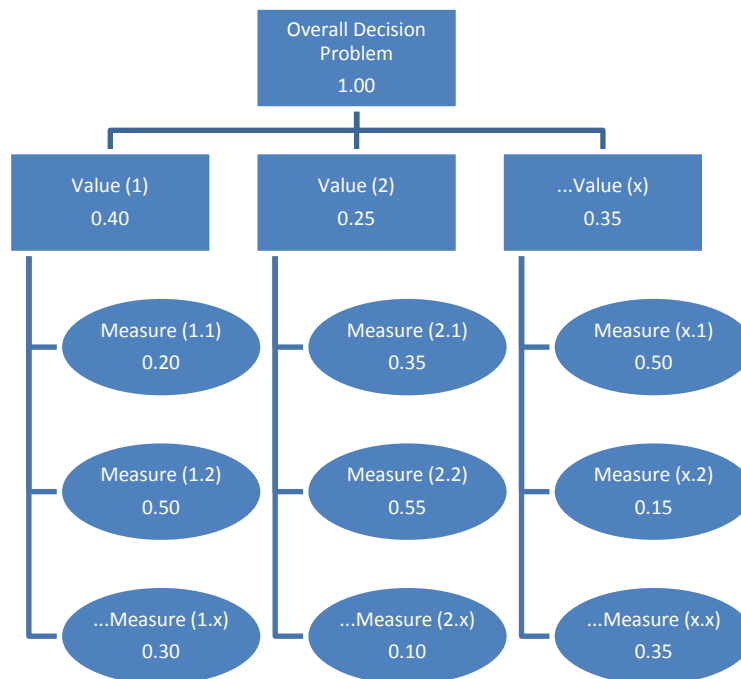 Overall Decision
Problem
1.00
Value (1)
0.40
Value (2)
0.25
...Value (x)
0.35
Measure (1.1)
0.20
Measure (2.1)
0.35
Measure (x.1)
0.50
Measure (1.2)
0.50
Measure (2.2)
0.55
Measure (x.2)
0.15
...Measure (1.x)
0.30
...Measure (2.x)
0.10
...Measure (x.x)
0.35